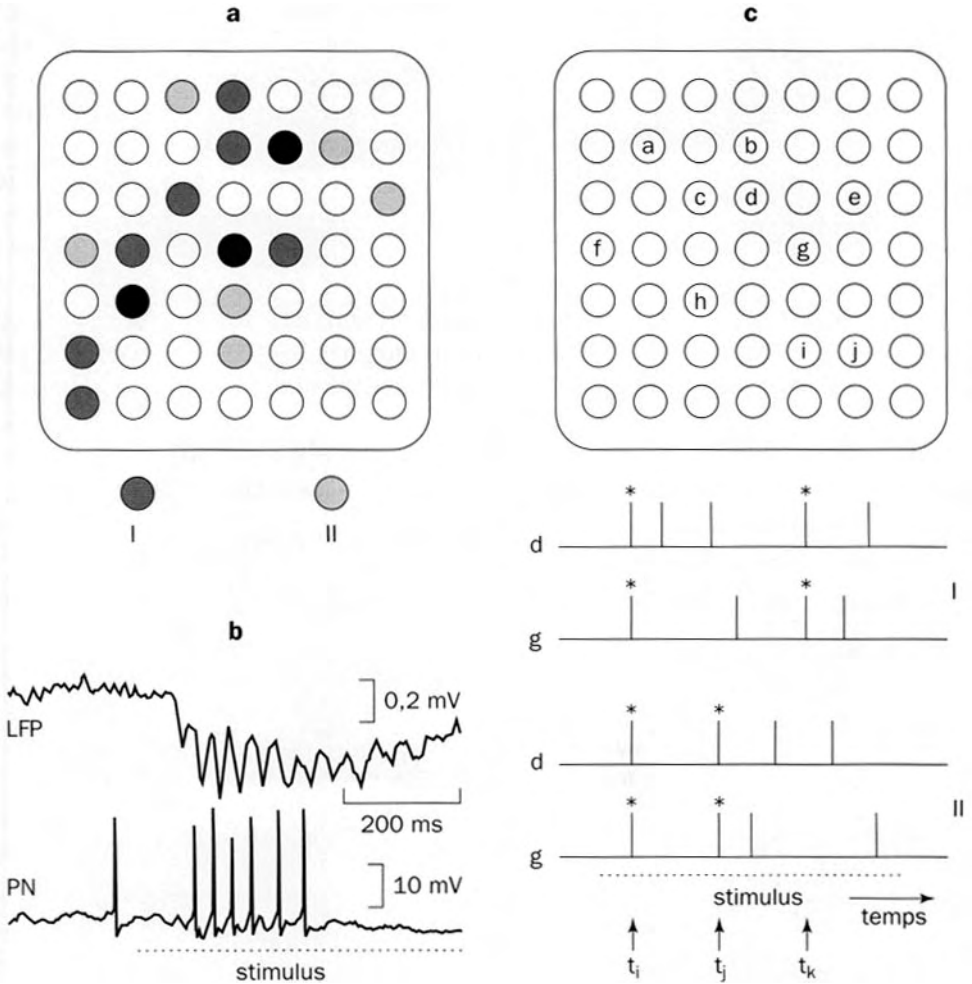 a
I II
b
LFP
0,2 mV
200 ms
PN
10 mV
stimulus
c
a b
c d e
f g
h
i j
* *
d
I
* *
g
* *
d
II
* *
g
stimulus
temps
ti tj tk